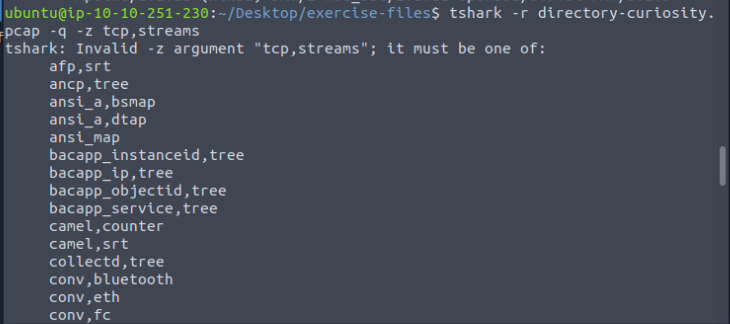 ubuntu@ip-10-10-251-230:~/Desktop/exercise-files$ tshark -r directory-curiosity.
pcap -q -z tcp,streams
tshark: Invalid -z argument "tcp,streams"; it must be one of:
afp,srt
ancp,tree
ansi_a,bsmap
ansi_a,dtap
ansi_map
bacapp_instanceid,tree
bacapp_ip,tree
bacapp_objectid,tree
bacapp_service,tree
camel,counter
camel,srt
collectd,tree
conv,bluetooth
conv,eth
conv,fc